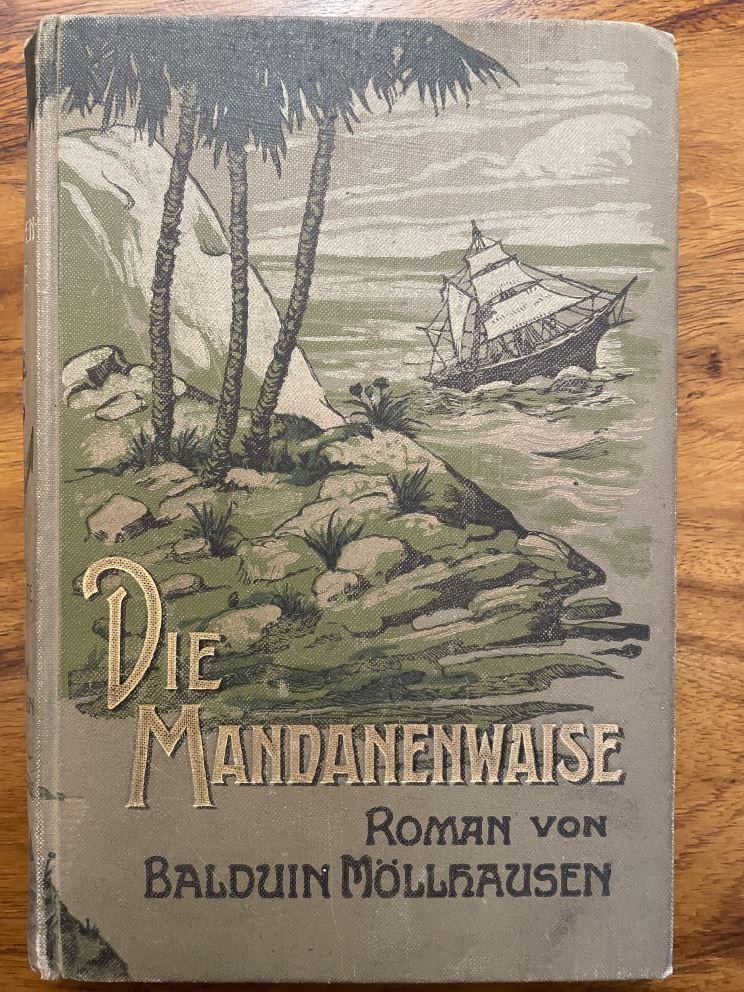 DIE
MANDANENWAISE
ROMAN VON
BALDUIN MÖLLHAUSEN